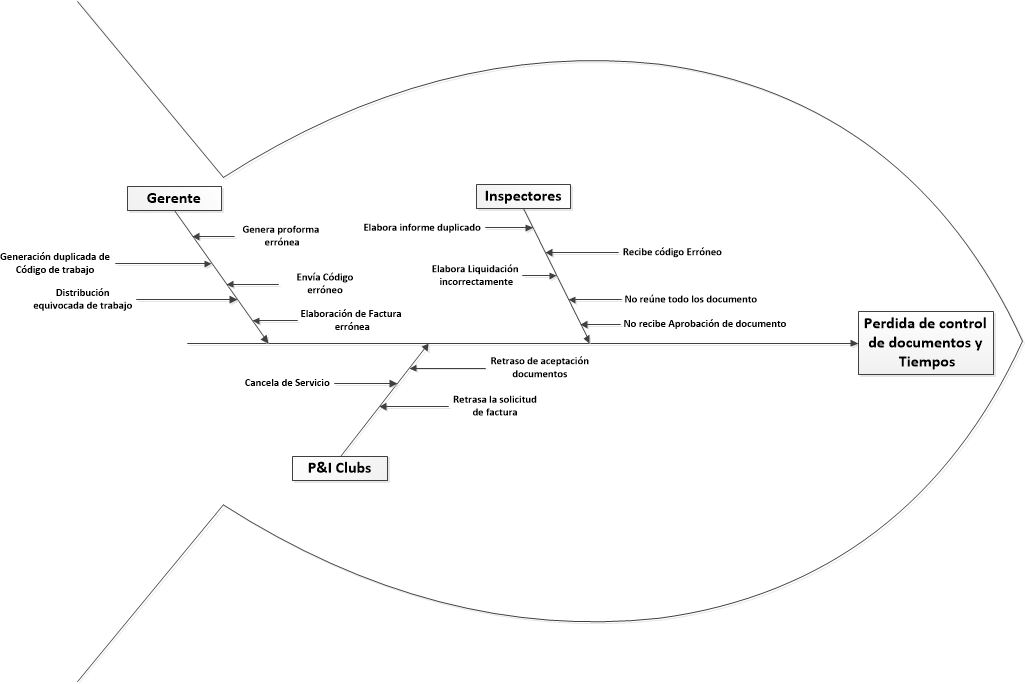 Gerente
Genera proforma
errónea
Generación duplicada de
Código de trabajo
Envía Código
erróneo
Distribución
equivocada de trabajo
Elaboración de Factura
errónea
Inspectores
Elabora informe duplicado
Recibe código Erróneo
Elabora Liquidación
incorrectamente
No reúne todo los documento
No recibe Aprobación de documento
Perdida de control
de documentos y
Tiempos
Retraso de aceptación
documentos
Cancela de Servicio
Retrasa la solicitud
de factura
P&I Clubs